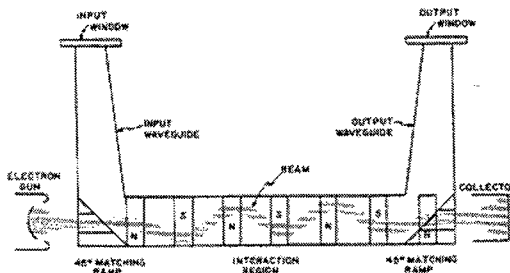 INPUT
WINDOW
OUTPUT
WINDOW
INPUT
WAVEGUIDE
OUTPUT
WAVEGUIDE
BEAM
ELECTRON
GUN
COLLECTO
S
S
S
N
N
N
N
45° MATCHING
RAMP
INTERACTION
REGION
45° MATCHING
RAMP